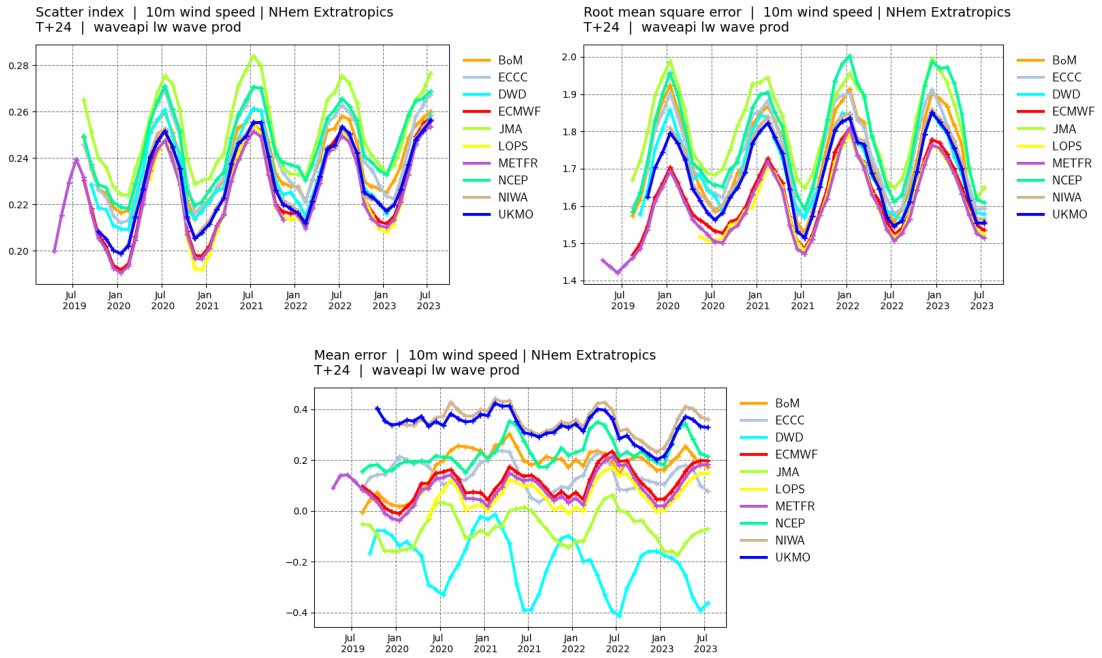 Scatter index | 10m wind speed | NHem Extratropics
T+24 | waveapi lw wave prod
0.28
0.26
0.24
0.22
0.20
Jul 2019
Jan 2020
Jul 2020
Jan 2021
Jul 2021
Jan 2022
Jul 2022
Jan 2023
Jul 2023
BoM
ECCC
DWD
ECMWF
JMA
LOPS
METFR
NCEP
NIWA
UKMO
Root mean square error | 10m wind speed | NHem Extratropics
T+24 | waveapi lw wave prod
2.0
1.9
1.8
1.7
1.6
1.5
1.4
Jul 2019
Jan 2020
Jul 2020
Jan 2021
Jul 2021
Jan 2022
Jul 2022
Jan 2023
Jul 2023
BoM
ECCC
DWD
ECMWF
JMA
LOPS
METFR
NCEP
NIWA
UKMO
Mean error | 10m wind speed | NHem Extratropics
T+24 | waveapi lw wave prod
0.4
0.2
0.0
−0.2
−0.4
Jul 2019
Jan 2020
Jul 2020
Jan 2021
Jul 2021
Jan 2022
Jul 2022
Jan 2023
Jul 2023
BoM
ECCC
DWD
ECMWF
JMA
LOPS
METFR
NCEP
NIWA
UKMO